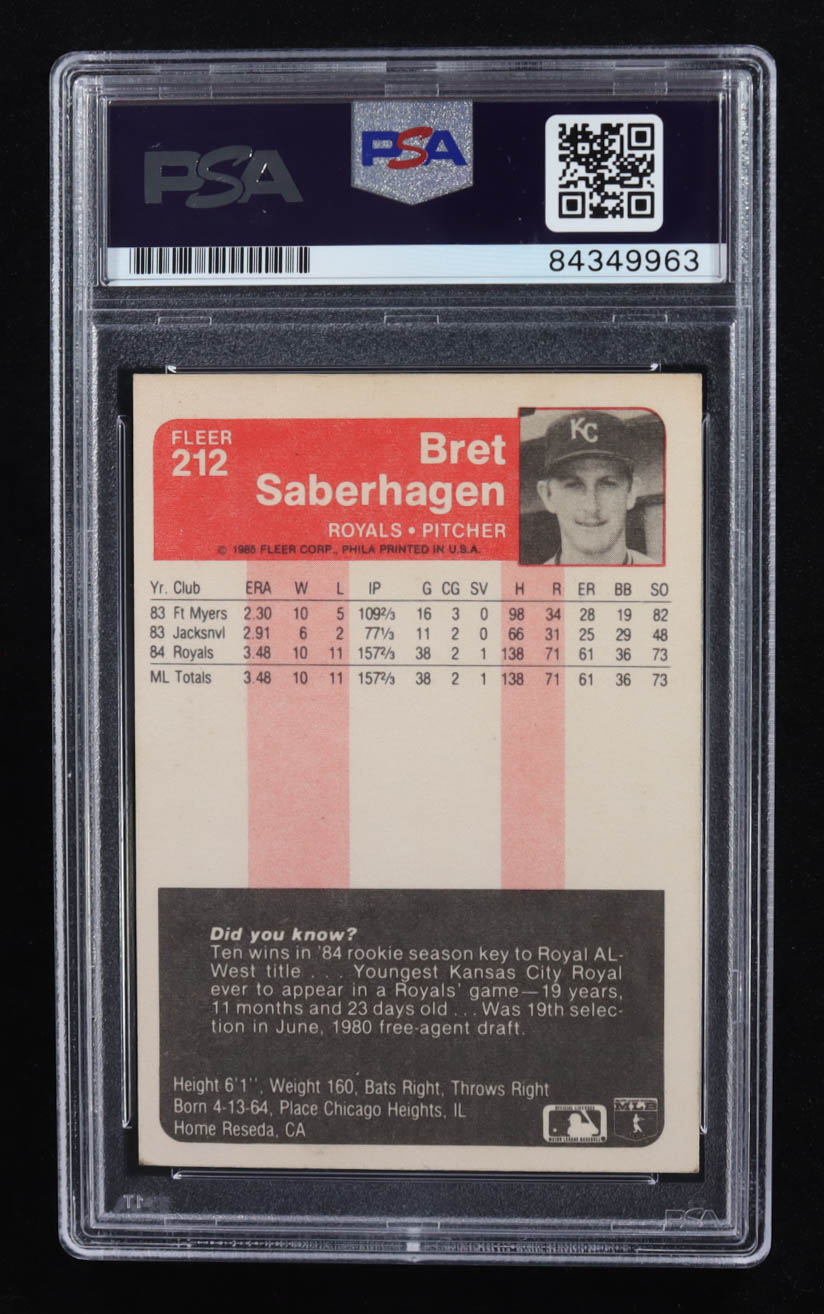 PSA
PSA
84349963
FLEER
212
Bret
Saberhagen
ROYALS • PITCHER
© 1985 FLEER CORP., PHILA PRINTED IN U.S.A.
KC
Yr. Club ERA W L IP G CG SV H R ER BB SO
83 Ft Myers 2.30 10 5 109⅔ 16 3 0 98 34 28 19 82
83 Jacksnvl 2.91 6 2 77⅓ 11 2 0 66 31 25 29 48
84 Royals 3.48 10 11 157⅔ 38 2 1 138 71 61 36 73
ML Totals 3.48 10 11 157⅔ 38 2 1 138 71 61 36 73
Did you know?
Ten wins in '84 rookie season key to Royal AL-
West title . . . Youngest Kansas City Royal
ever to appear in a Royals' game—19 years,
11 months and 23 days old . . . Was 19th selec-
tion in June, 1980 free-agent draft.
Height 6'1'', Weight 160, Bats Right, Throws Right
Born 4-13-64, Place Chicago Heights, IL
Home Reseda, CA
MLB
PSA